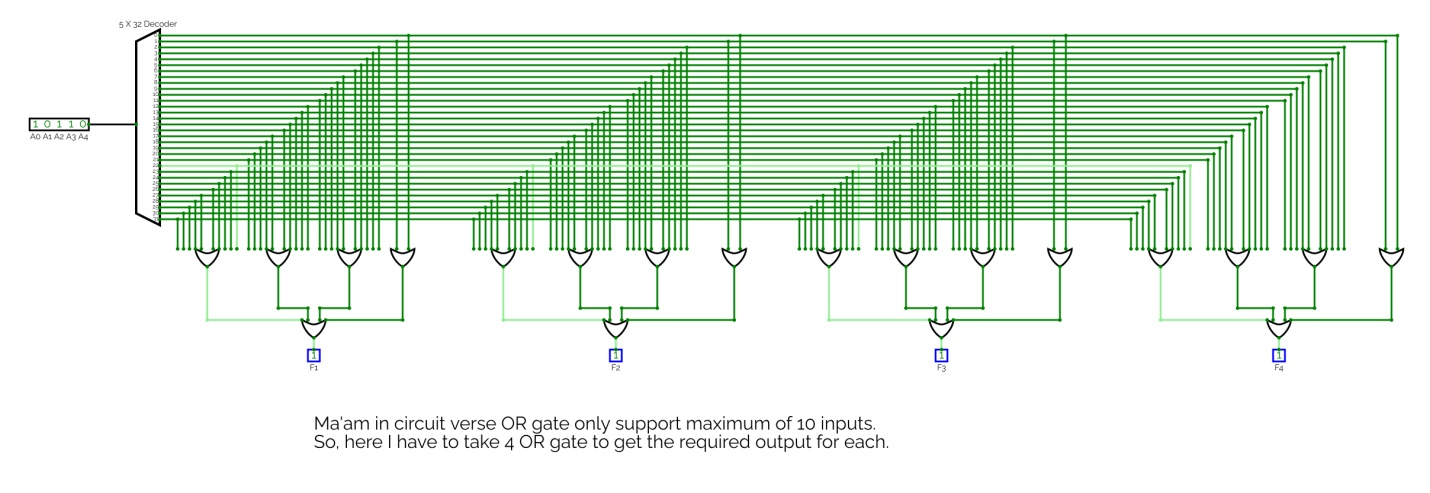 5 X 32 Decoder
1 0 1 1 0
A0 A1 A2 A3 A4
1 1 1 1
F1 F2 F3 F4
Ma'am in circuit verse OR gate only support maximum of 10 inputs.
So, here I have to take 4 OR gate to get the required output for each.